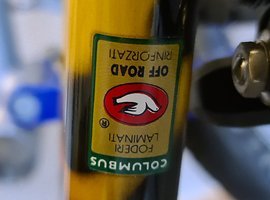 COLUMBUS
FODERI
LAMINATI
®
OFF ROAD
RINFORZATI